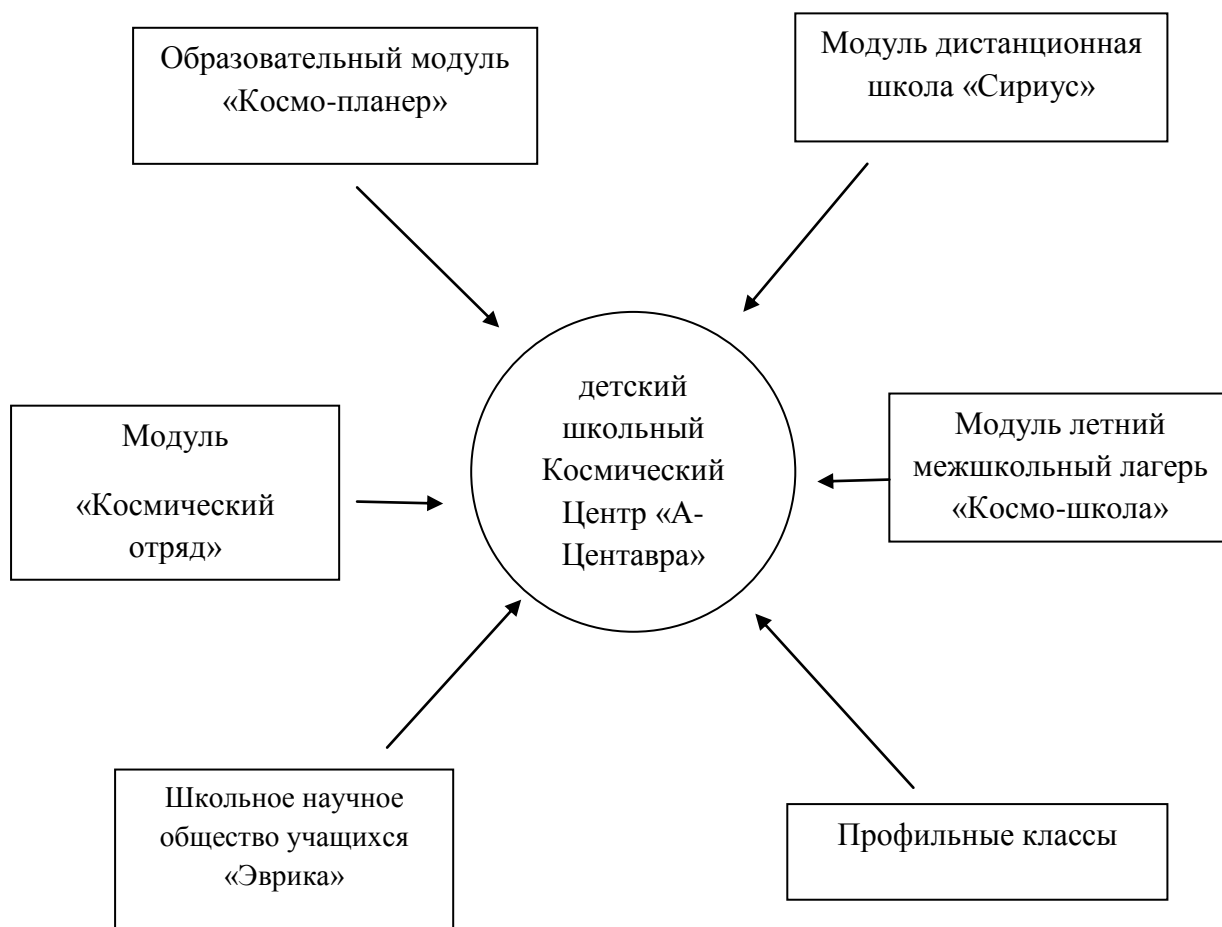 Образовательный модуль
«Космо-планер»
Модуль дистанционная
школа «Сириус»
детский
школьный
Космический
Центр «А-
Центавра»
Модуль
«Космический
отряд»
Модуль летний
межшкольный лагерь
«Космо-школа»
Школьное научное
общество учащихся
«Эврика»
Профильные классы